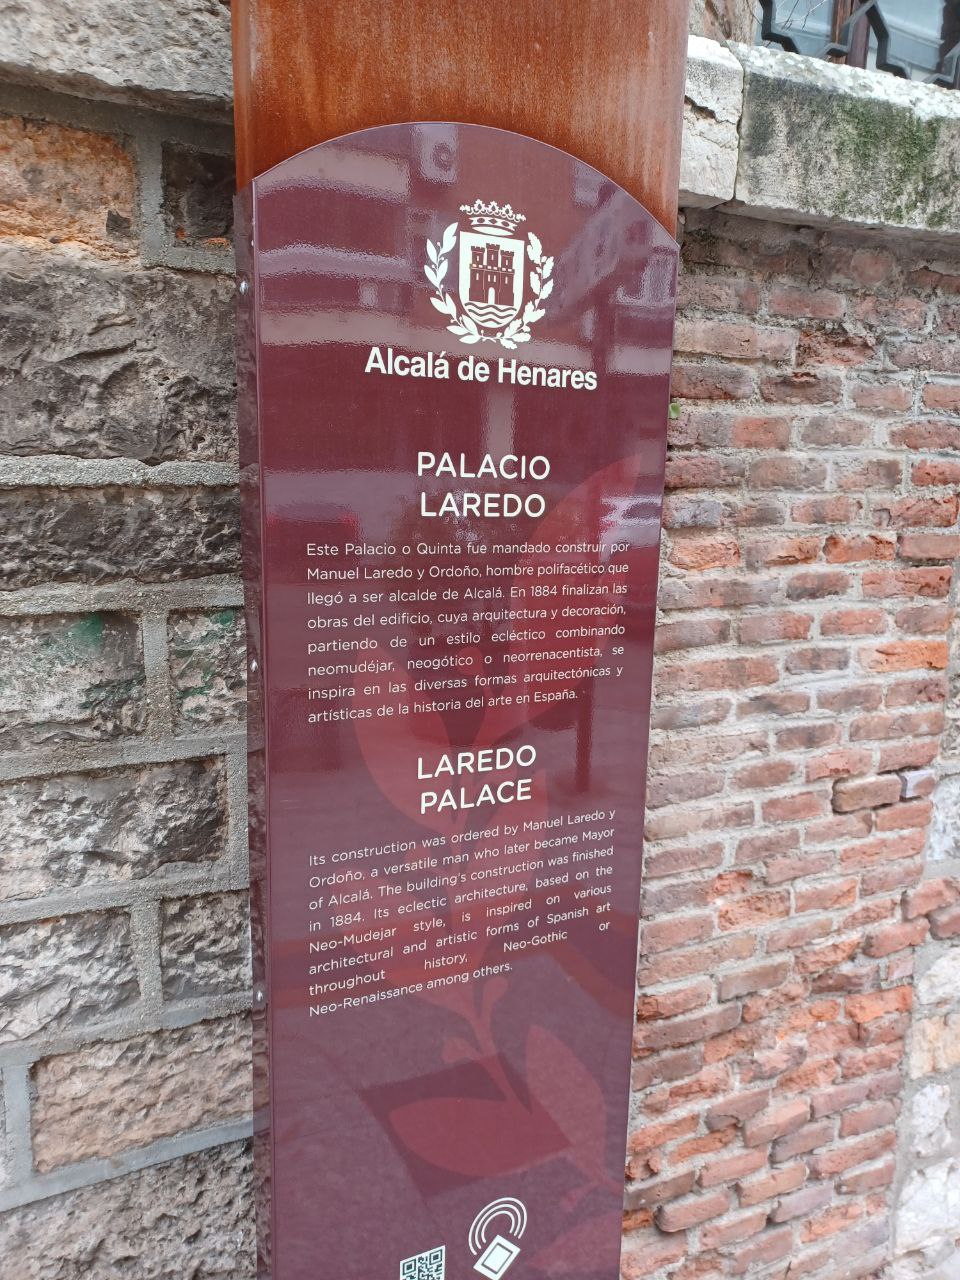 Alcalá de Henares
PALACIO
LAREDO
Este Palacio o Quinta fue mandado construir por
Manuel Laredo y Ordoño, hombre polifacético que
llegó a ser alcalde de Alcalá. En 1884 finalizan las
obras del edificio, cuya arquitectura y decoración,
partiendo de un estilo ecléctico combinando
neomudéjar, neogótico o neorrenacentista, se
inspira en las diversas formas arquitectónicas y
artísticas de la historia del arte en España.
LAREDO
PALACE
Its construction was ordered by Manuel Laredo y
Ordoño, a versatile man who later became Mayor
of Alcalá. The building's construction was finished
in 1884. Its eclectic architecture, based on the
Neo-Mudejar style, is inspired on various
architectural and artistic forms of Spanish art
throughout history, Neo-Gothic or
Neo-Renaissance among others.